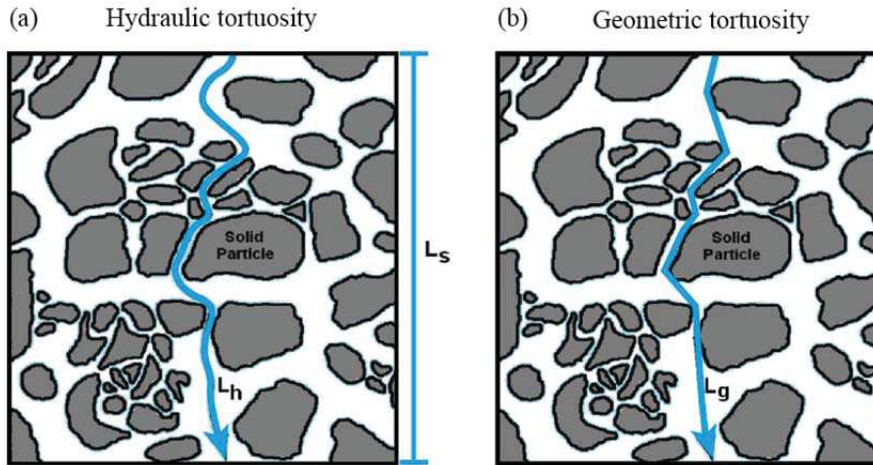 (a) Hydraulic tortuosity
(b) Geometric tortuosity
Solid
Particle
Ls
Lh
Solid
Particle
Lg